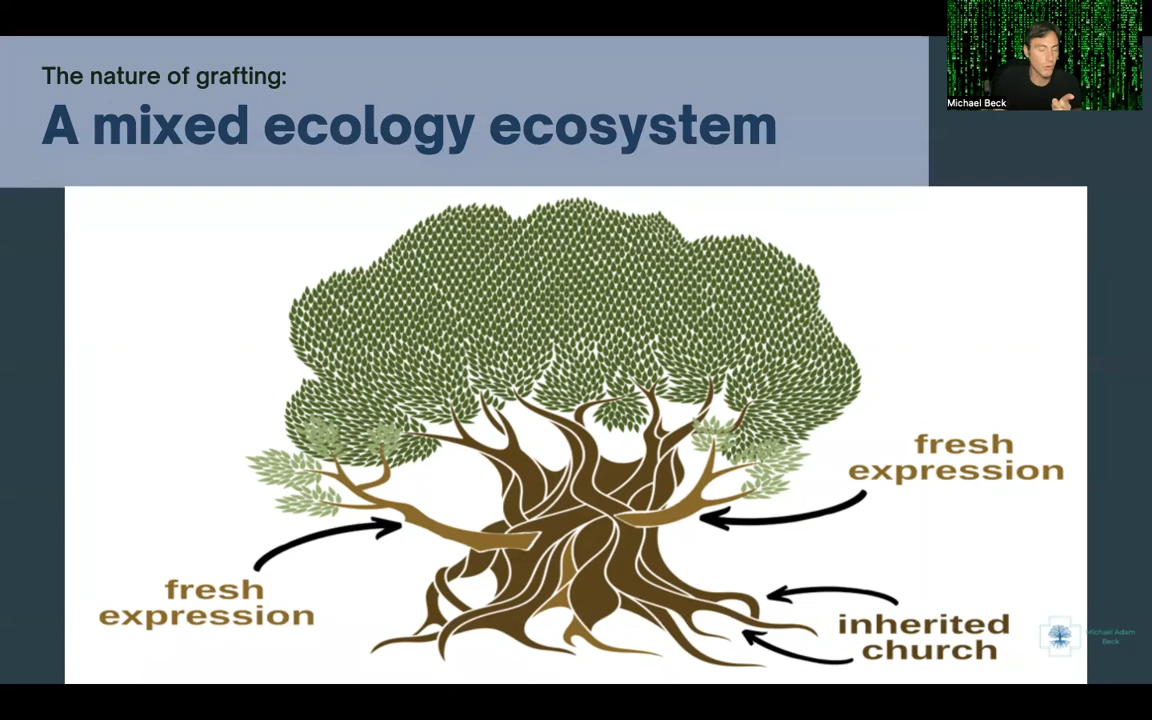 The nature of grafting:
A mixed ecology ecosystem
Michael Beck
fresh
expression
fresh
expression
inherited
church
Michael Adam
Beck